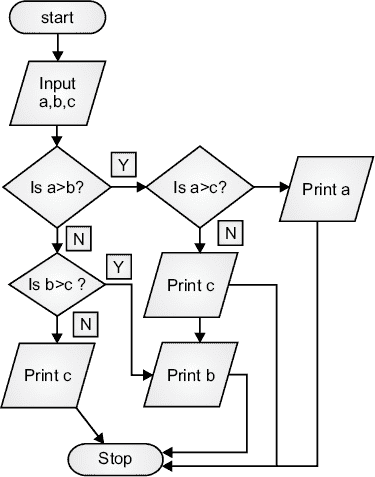 start
Input
a,b,c
Is a>b?
Y
Is a>c?
Print a
N
N
Is b>c ?
Y
Print c
N
Print c
Print b
Stop